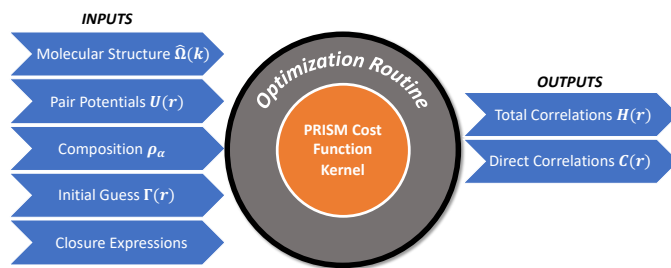 INPUTS
Molecular Structure Ω̂(k)
Pair Potentials U(r)
Composition ρα
Initial Guess Γ(r)
Closure Expressions
Optimization Routine
PRISM Cost
Function
Kernel
OUTPUTS
Total Correlations H(r)
Direct Correlations C(r)